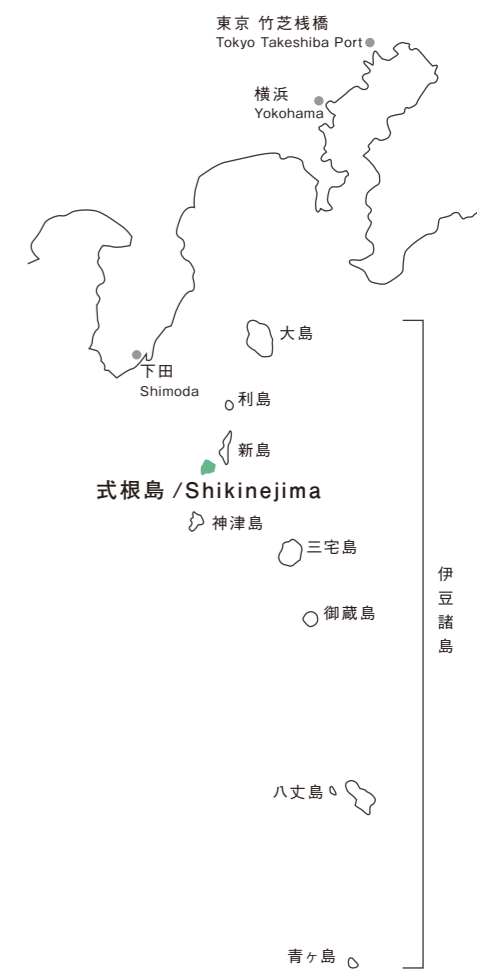 東京 竹芝桟橋
Tokyo Takeshiba Port
横浜
Yokohama
大島
下田
Shimoda
利島
新島
式根島 /Shikinejima
神津島
三宅島
伊豆諸島
御蔵島
八丈島
青ヶ島